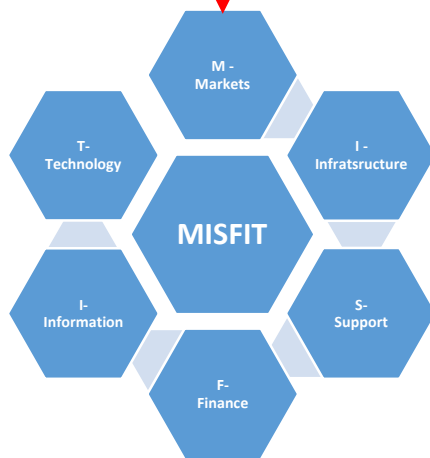 M -
Markets
I -
Infratsructure
S-
Support
F-
Finance
I-
Information
T-
Technology
MISFIT